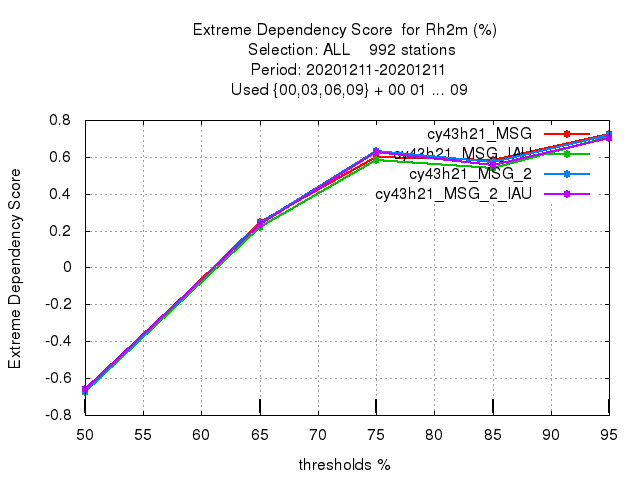 Extreme Dependency Score  for Rh2m (%)
Selection: ALL    992 stations
Period: 20201211-20201211
Used {00,03,06,09} + 00 01 ... 09
Extreme Dependency Score
0.8
0.6
0.4
0.2
0
-0.2
-0.4
-0.6
-0.8
cy43h21_MSG
cy43h21_MSG_IAU
cy43h21_MSG_2
cy43h21_MSG_2_IAU
50 55 60 65 70 75 80 85 90 95
thresholds %